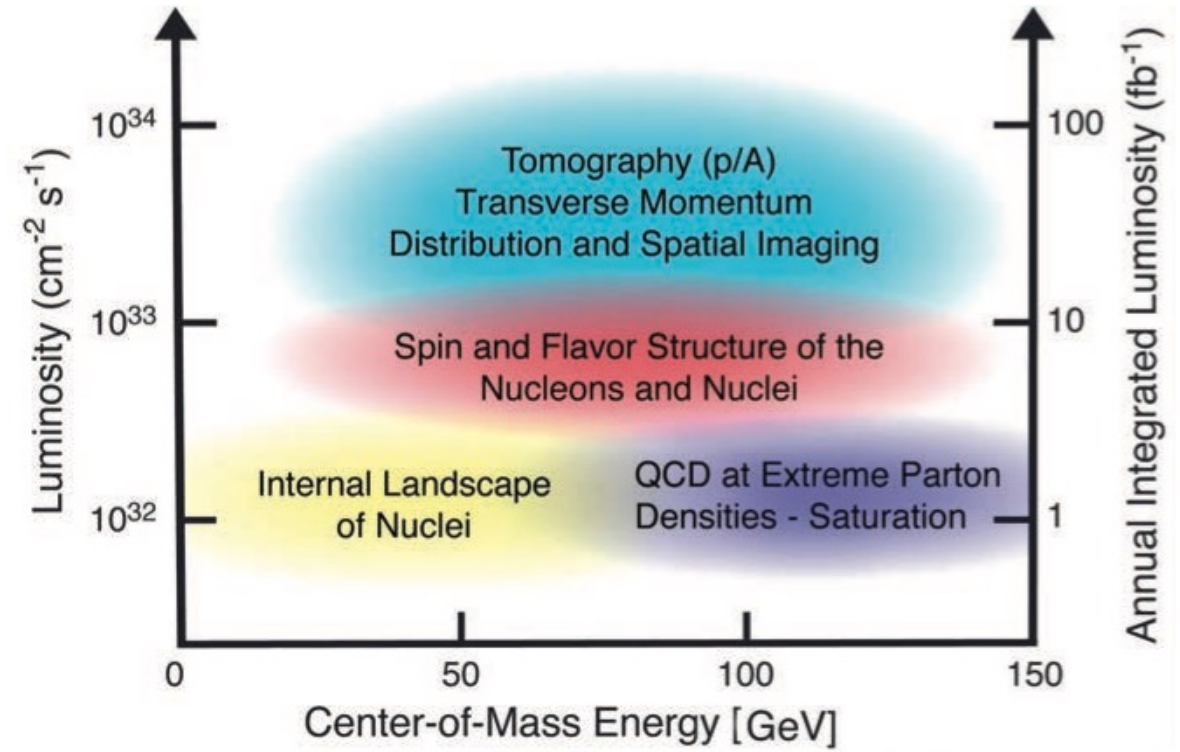 Luminosity (cm⁻² s⁻¹)
10³⁴
10³³
10³²
Tomography (p/A)
Transverse Momentum
Distribution and Spatial Imaging
Spin and Flavor Structure of the
Nucleons and Nuclei
Internal Landscape
of Nuclei
QCD at Extreme Parton
Densities - Saturation
100
10
1
Annual Integrated Luminosity (fb⁻¹)
0
50
100
150
Center-of-Mass Energy [GeV]